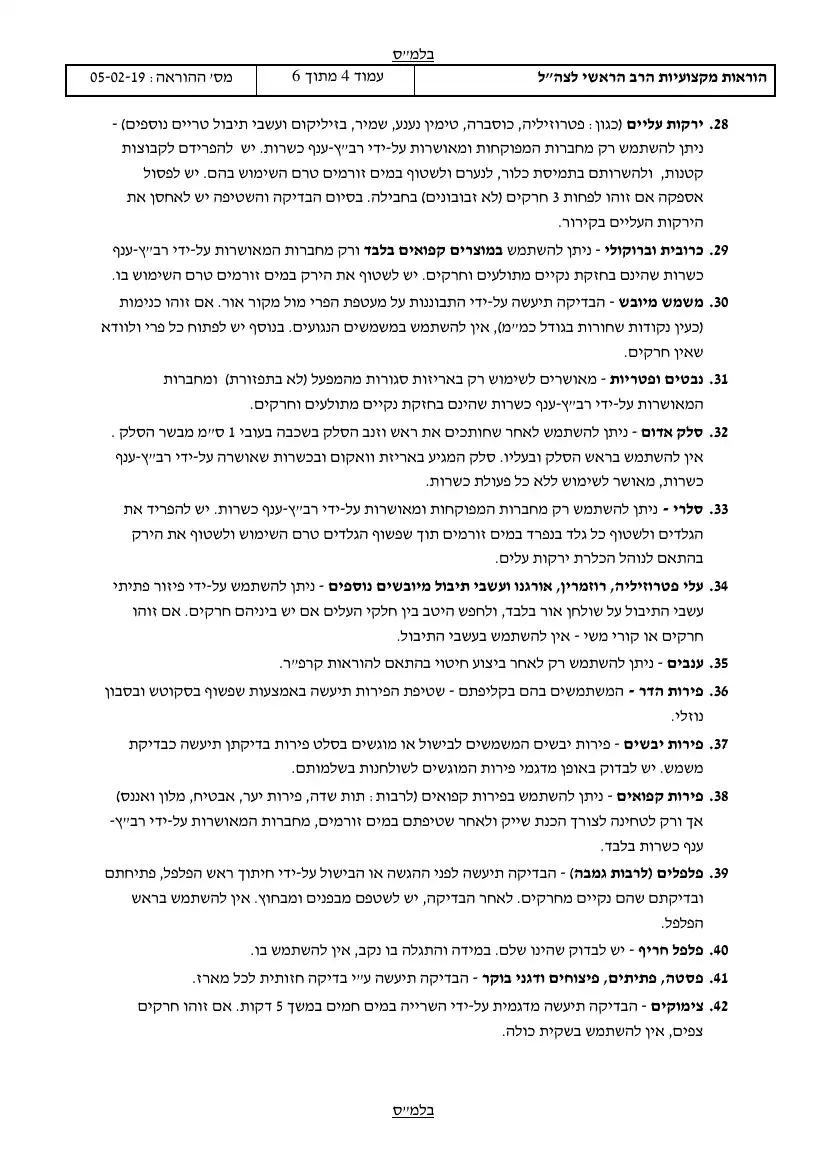 בלמ״ס
הוראות מקצועיות הרב הראשי לצה״ל
עמוד 4 מתוך 6
מס׳ ההוראה : 05-02-19
28. ירקות עליים (כגון : פטרוזיליה, כוסברה, טימין נענע, שמיר, בזיליקום ועשבי תיבול טריים נוספים) -
ניתן להשתמש רק מחברות המפוקחות ומאושרות על-ידי רב״ץ-ענף כשרות. יש להפרידם לקבוצות
קטנות, ולהשרותם בתמיסת כלור, לנערם ולשטוף במים זורמים טרם השימוש בהם. יש לפסול
אספקה אם זוהו לפחות 3 חרקים (לא זבובונים) בחבילה. בסיום הבדיקה והשטיפה יש לאחסן את
הירקות העליים בקירור.
29. כרובית וברוקולי - ניתן להשתמש במוצרים קפואים בלבד ורק מחברות המאושרות על-ידי רב״ץ-ענף
כשרות שהינם בחזקת נקיים מתולעים וחרקים. יש לשטוף את הירק במים זורמים טרם השימוש בו.
30. משמש מיובש - הבדיקה תיעשה על-ידי התבוננות על מעטפת הפרי מול מקור אור. אם זוהו כנימות
(כעין נקודות שחורות בגודל כמ״מ), אין להשתמש במשמשים הנגועים. בנוסף יש לפתוח כל פרי ולוודא
שאין חרקים.
31. נבטים ופטריות - מאושרים לשימוש רק באריזות סגורות מהמפעל (לא בתפזורת) ומחברות
המאושרות על-ידי רב״ץ-ענף כשרות שהינם בחזקת נקיים מתולעים וחרקים.
32. סלק אדום - ניתן להשתמש לאחר שחותכים את ראש וזנב הסלק בשכבה בעובי 1 ס״מ מבשר הסלק .
אין להשתמש בראש הסלק ובעליו. סלק המגיע באריזת וואקום ובכשרות שאושרה על-ידי רב״ץ-ענף
כשרות, מאושר לשימוש ללא כל פעולת כשרות.
33. סלרי - ניתן להשתמש רק מחברות המפוקחות ומאושרות על-ידי רב״ץ-ענף כשרות. יש להפריד את
הגלדים ולשטוף כל גלד בנפרד במים זורמים תוך שפשוף הגלדים טרם השימוש ולשטוף את הירק
בהתאם לנוהל הכלרת ירקות עלים.
34. עלי פטרוזיליה, רוזמרין, אורגנו ועשבי תיבול מיובשים נוספים - ניתן להשתמש על-ידי פיזור פתיתי
עשבי התיבול על שולחן אור בלבד, ולחפש היטב בין חלקי העלים אם יש ביניהם חרקים. אם זוהו
חרקים או קורי משי - אין להשתמש בעשבי התיבול.
35. ענבים - ניתן להשתמש רק לאחר ביצוע חיטוי בהתאם להוראות קרפ״ר.
36. פירות הדר - המשתמשים בהם בקליפתם - שטיפת הפירות תיעשה באמצעות שפשוף בסקוטש ובסבון
נוזלי.
37. פירות יבשים - פירות יבשים המשמשים לבישול או מוגשים בסלט פירות בדיקתן תיעשה כבדיקת
משמש. יש לבדוק באופן מדגמי פירות המוגשים לשולחנות בשלמותם.
38. פירות קפואים - ניתן להשתמש בפירות קפואים (לרבות : תות שדה, פירות יער, אבטיח, מלון ואננס)
אך ורק לטחינה לצורך הכנת שייק ולאחר שטיפתם במים זורמים, מחברות המאושרות על-ידי רב״ץ-
ענף כשרות בלבד.
39. פלפלים (לרבות גמבה) - הבדיקה תיעשה לפני ההגשה או הבישול על-ידי חיתוך ראש הפלפל, פתיחתם
ובדיקתם שהם נקיים מחרקים. לאחר הבדיקה, יש לשטפם מבפנים ומבחוץ. אין להשתמש בראש
הפלפל.
40. פלפל חריף - יש לבדוק שהינו שלם. במידה והתגלה בו נקב, אין להשתמש בו.
41. פסטה, פתיתים, פיצוחים ודגני בוקר - הבדיקה תיעשה ע״י בדיקה חזותית לכל מארז.
42. צימוקים - הבדיקה תיעשה מדגמית על-ידי השרייה במים חמים במשך 5 דקות. אם זוהו חרקים
צפים, אין להשתמש בשקית כולה.
בלמ״ס